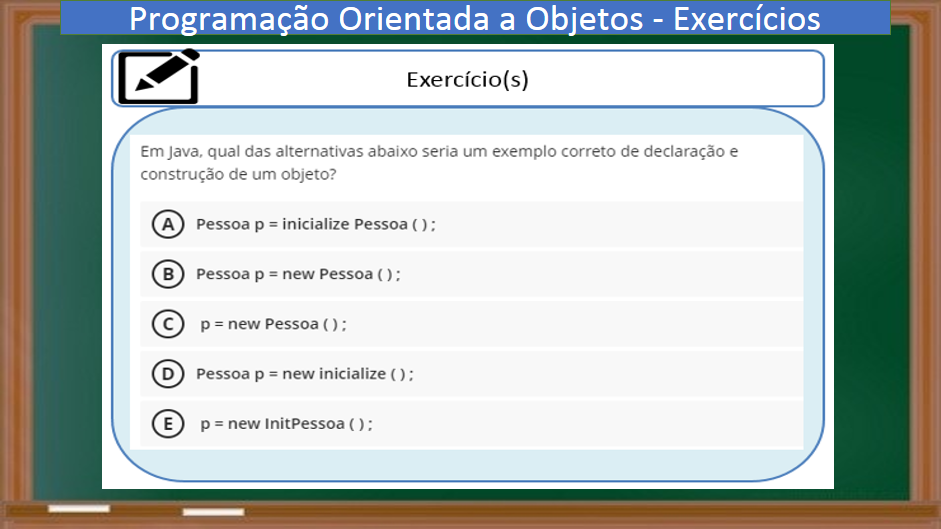 Programação Orientada a Objetos - Exercícios
Exercício(s)
Em Java, qual das alternativas abaixo seria um exemplo correto de declaração e
construção de um objeto?
A Pessoa p = inicialize Pessoa ( ) ;
B Pessoa p = new Pessoa ( ) ;
C p = new Pessoa ( ) ;
D Pessoa p = new inicialize ( ) ;
E p = new InitPessoa ( ) ;